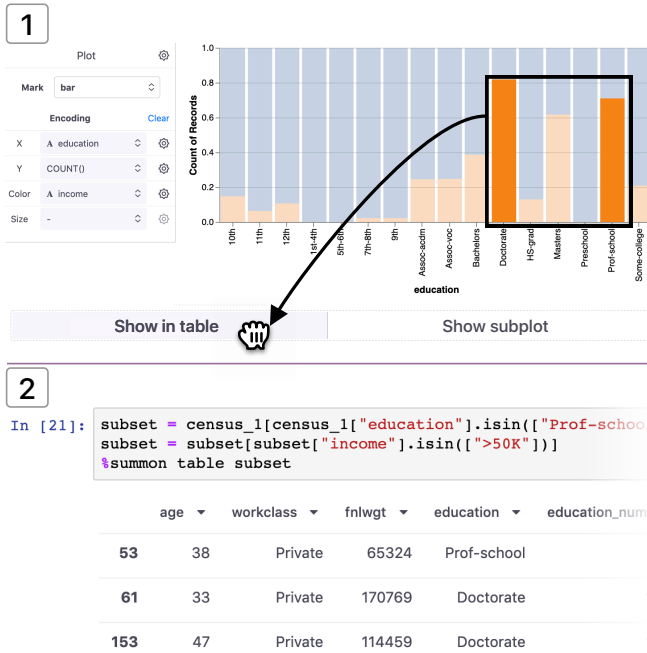 1
Plot
Mark bar
Encoding Clear
X A education
Y COUNT()
Color A income
Size -
Count of Records
1.0
0.8
0.6
0.4
0.2
0.0
10th
11th
12th
1st-4th
5th-6th
7th-8th
9th
Assoc-acdm
Assoc-voc
Bachelors
Doctorate
HS-grad
Masters
Preschool
Prof-school
Some-college
education
Show in table Show subplot
2
In [21]: subset = census_1[census_1["education"].isin(["Prof-schoo
subset = subset[subset["income"].isin([">50K"])]
%summon table subset
age workclass fnlwgt education education_num
53 38 Private 65324 Prof-school
61 33 Private 170769 Doctorate
153 47 Private 114459 Doctorate